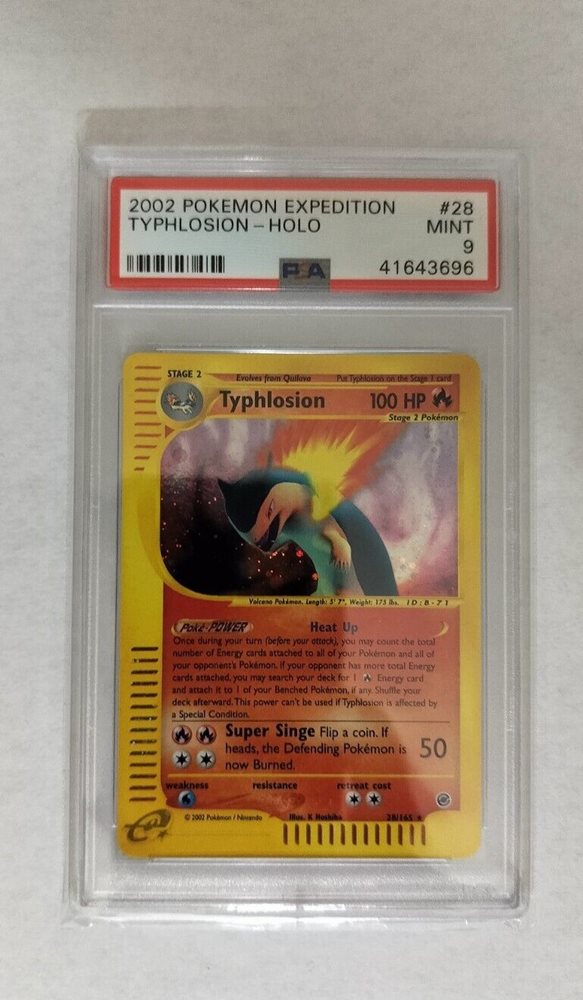 2002 POKEMON EXPEDITION #28
TYPHLOSION – HOLO MINT
9
PSA 41643696
STAGE 2 Evolves from Quilava Put Typhlosion on the Stage 1 card
Typhlosion 100 HP
Stage 2 Pokémon
Volcano Pokémon. Length: 5' 7", Weight: 175 lbs. ID: B-71
Poké-POWER Heat Up
Once during your turn (before your attack), you may count the total
number of Energy cards attached to all of your Pokémon and all of
your opponent's Pokémon. If your opponent has more total Energy
cards attached, you may search your deck for 1 Energy card
and attach it to 1 of your Benched Pokémon, if any. Shuffle your
deck afterward. This power can't be used if Typhlosion is affected by
a Special Condition.
Super Singe Flip a coin. If
heads, the Defending Pokémon is 50
now Burned.
weakness resistance retreat cost
© 2002 Pokémon / Nintendo Illus. K Hoshiba 28/165 ★